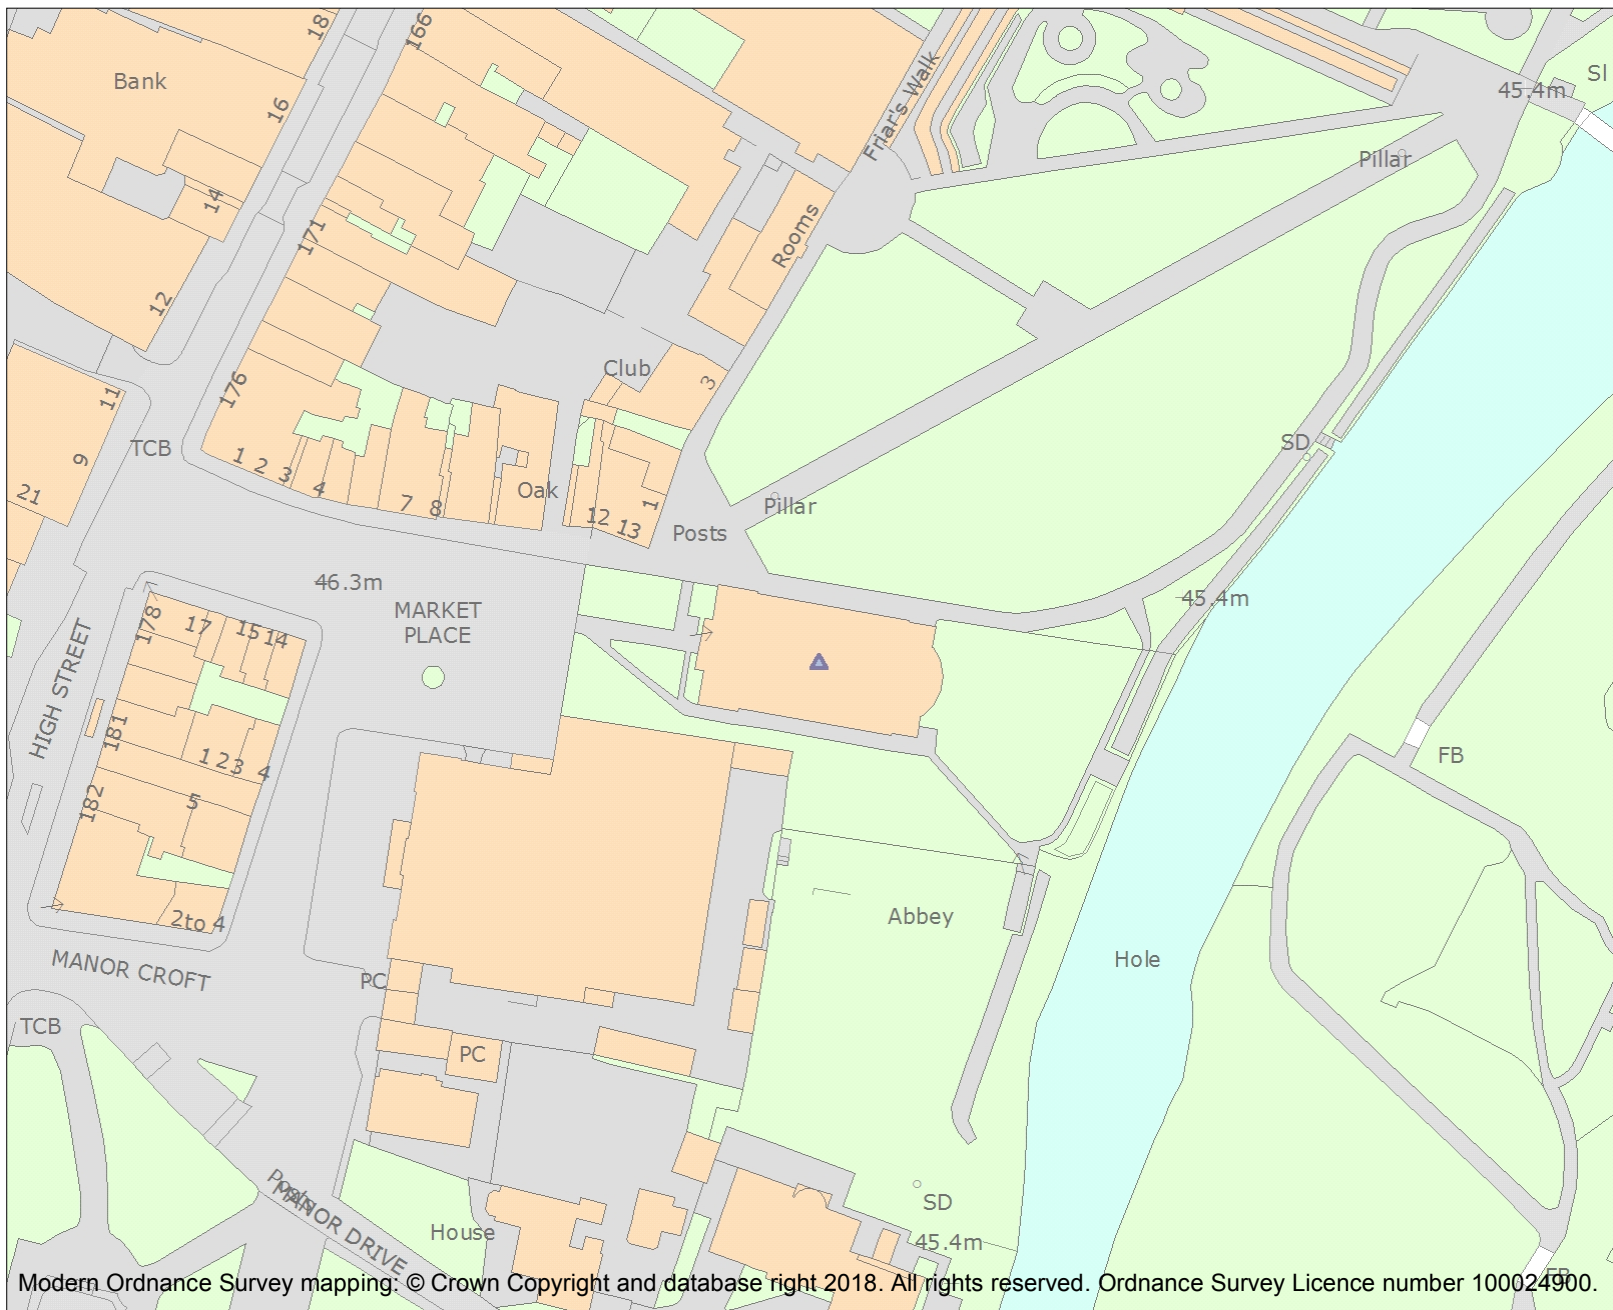 18
166
Bank
16
Friar's Walk
Sl
45.4m
Pillar
14
171
Rooms
12
Club
3
176
11
TCB
9
21
1
2
3
4
7
8
Oak
12
13
1
Posts
Pillar
SD
46.3m
MARKET
PLACE
45.4m
178
17
15
14
HIGH STREET
181
1
2
3
4
182
5
FB
2to 4
Abbey
Hole
MANOR CROFT
PC
TCB
PC
Posts
MANOR DRIVE
House
SD
45.4m
FB
Modern Ordnance Survey mapping: © Crown Copyright and database right 2018. All rights reserved. Ordnance Survey Licence number 100024900.